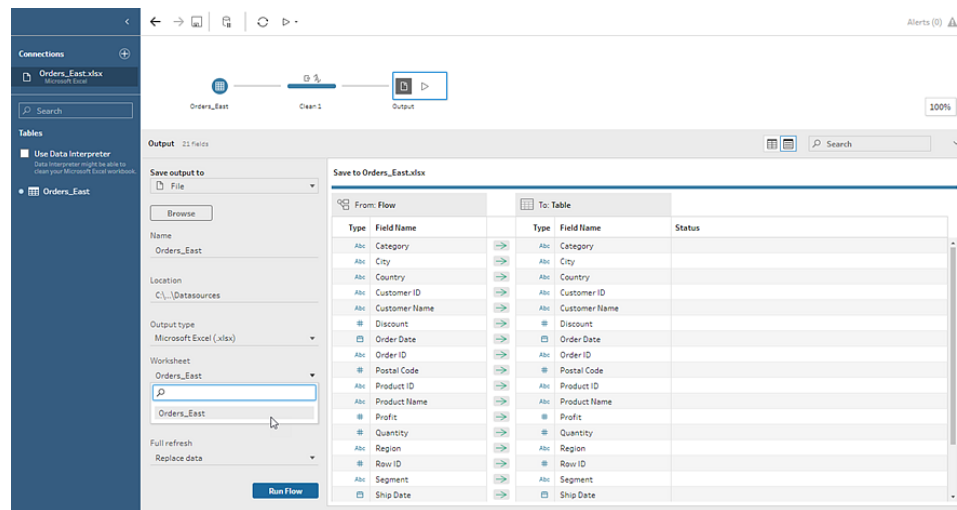 Alerts (0)
Connections
Orders_East.xlsx
Microsoft Excel
Search
Tables
Use Data Interpreter
Data Interpreter might be able to
clean your Microsoft Excel workbook.
Orders_East
Orders_East
Clean 1
Output
100%
Output 21 fields
Search
Save output to
File
Browse
Name
Orders_East
Location
C:\...\Datasources
Output type
Microsoft Excel (.xlsx)
Worksheet
Orders_East
Orders_East
Full refresh
Replace data
Run Flow
Save to Orders_East.xlsx
From: Flow To: Table
Type Field Name Type Field Name Status
Abc Category Abc Category
Abc City Abc City
Abc Country Abc Country
Abc Customer ID Abc Customer ID
Abc Customer Name Abc Customer Name
# Discount # Discount
Order Date Order Date
Abc Order ID Abc Order ID
# Postal Code # Postal Code
Abc Product ID Abc Product ID
Abc Product Name Abc Product Name
# Profit # Profit
# Quantity # Quantity
Abc Region Abc Region
# Row ID # Row ID
Abc Segment Abc Segment
Ship Date Ship Date